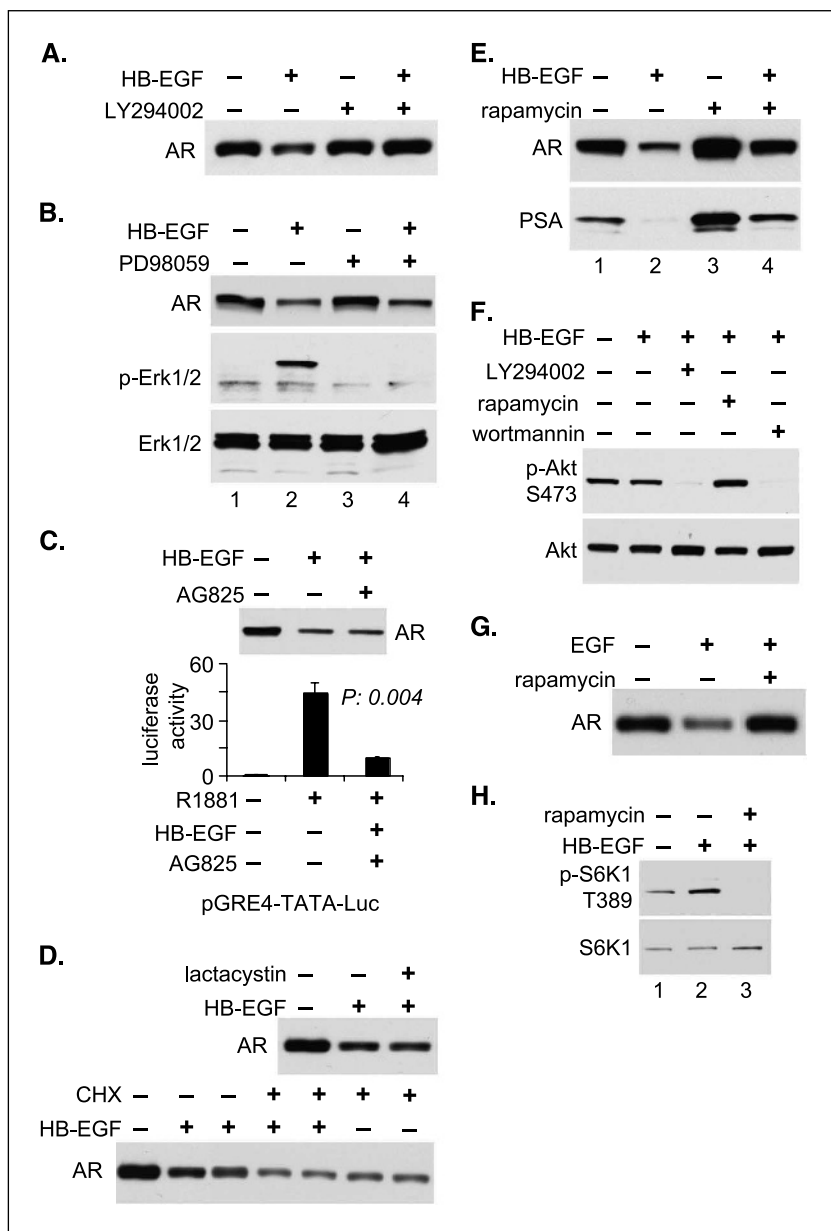 A.
HB-EGF – + – +
LY294002 – – + +
AR
B.
HB-EGF – + – +
PD98059 – – + +
AR
p-Erk1/2
Erk1/2
1 2 3 4
C.
HB-EGF – + +
AG825 – – +
AR
60
30
0
luciferase
activity
P: 0.004
R1881 – + +
HB-EGF – – +
AG825 – – +
pGRE4-TATA-Luc
D.
lactacystin – – +
HB-EGF – + +
AR
CHX – – – + + + +
HB-EGF – + + + + – –
AR
E.
HB-EGF – + – +
rapamycin – – + +
AR
PSA
1 2 3 4
F.
HB-EGF – + + + +
LY294002 – – + – –
rapamycin – – – + –
wortmannin – – – – +
p-Akt
S473
Akt
G.
EGF – + +
rapamycin – – +
AR
H.
rapamycin – – +
HB-EGF – + +
p-S6K1
T389
S6K1
1 2 3